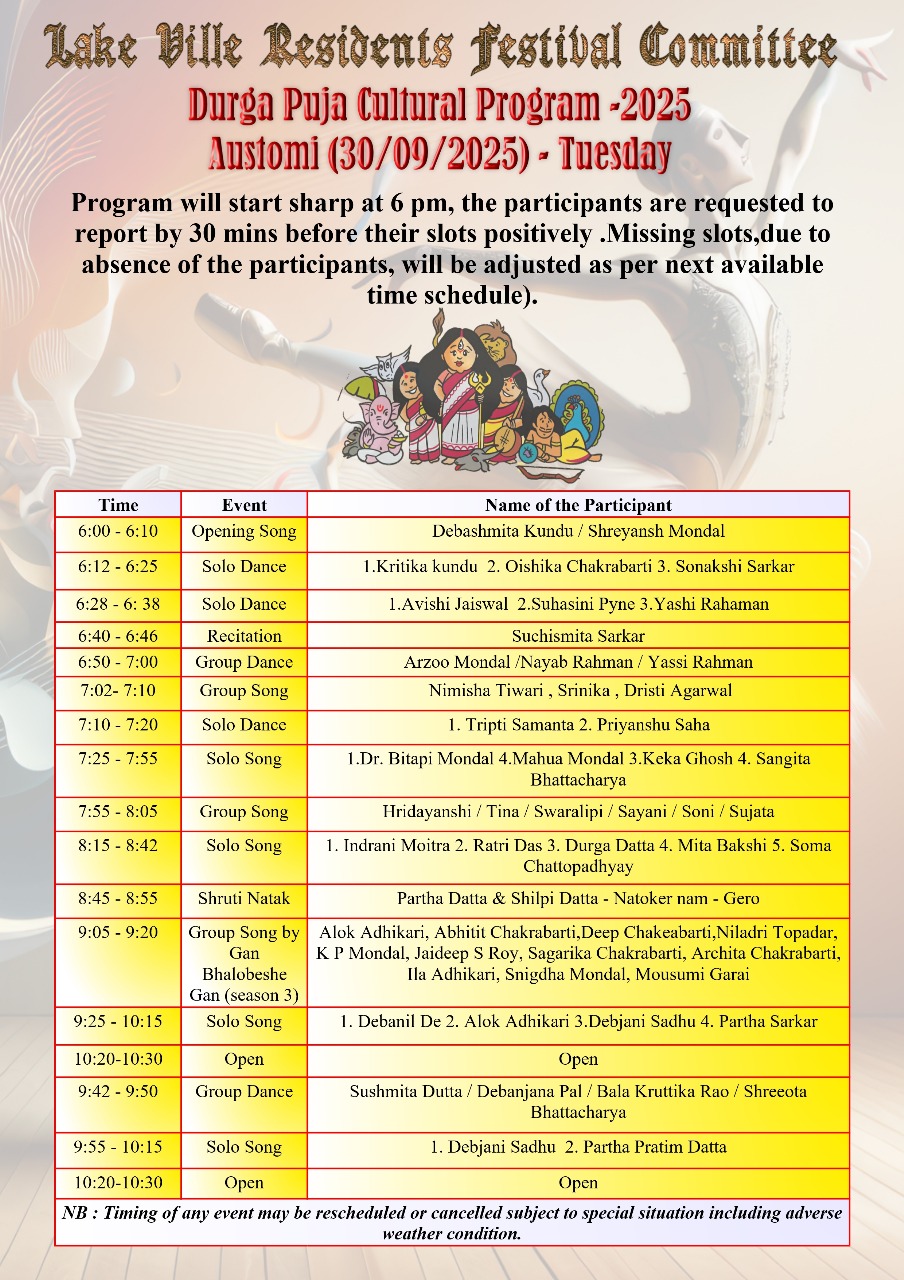 Lake Ville Residents Festival Committee
Durga Puja Cultural Program -2025
Austomi (30/09/2025) - Tuesday
Program will start sharp at 6 pm, the participants are requested to
report by 30 mins before their slots positively .Missing slots,due to
absence of the participants, will be adjusted as per next available
time schedule).
Time Event Name of the Participant
6:00 - 6:10 Opening Song Debashmita Kundu / Shreyansh Mondal
6:12 - 6:25 Solo Dance 1.Kritika kundu 2. Oishika Chakrabarti 3. Sonakshi Sarkar
6:28 - 6: 38 Solo Dance 1.Avishi Jaiswal 2.Suhasini Pyne 3.Yashi Rahaman
6:40 - 6:46 Recitation Suchismita Sarkar
6:50 - 7:00 Group Dance Arzoo Mondal /Nayab Rahman / Yassi Rahman
7:02- 7:10 Group Song Nimisha Tiwari , Srinika , Dristi Agarwal
7:10 - 7:20 Solo Dance 1. Tripti Samanta 2. Priyanshu Saha
7:25 - 7:55 Solo Song 1.Dr. Bitapi Mondal 4.Mahua Mondal 3.Keka Ghosh 4. Sangita
Bhattacharya
7:55 - 8:05 Group Song Hridayanshi / Tina / Swaralipi / Sayani / Soni / Sujata
8:15 - 8:42 Solo Song 1. Indrani Moitra 2. Ratri Das 3. Durga Datta 4. Mita Bakshi 5. Soma
Chattopadhyay
8:45 - 8:55 Shruti Natak Partha Datta & Shilpi Datta - Natoker nam - Gero
9:05 - 9:20 Group Song by Alok Adhikari, Abhitit Chakrabarti,Deep Chakeabarti,Niladri Topadar,
Gan K P Mondal, Jaideep S Roy, Sagarika Chakrabarti, Archita Chakrabarti,
Bhalobeshe Ila Adhikari, Snigdha Mondal, Mousumi Garai
Gan (season 3)
9:25 - 10:15 Solo Song 1. Debanil De 2. Alok Adhikari 3.Debjani Sadhu 4. Partha Sarkar
10:20-10:30 Open Open
9:42 - 9:50 Group Dance Sushmita Dutta / Debanjana Pal / Bala Kruttika Rao / Shreeota
Bhattacharya
9:55 - 10:15 Solo Song 1. Debjani Sadhu 2. Partha Pratim Datta
10:20-10:30 Open Open
NB : Timing of any event may be rescheduled or cancelled subject to special situation including adverse
weather condition.